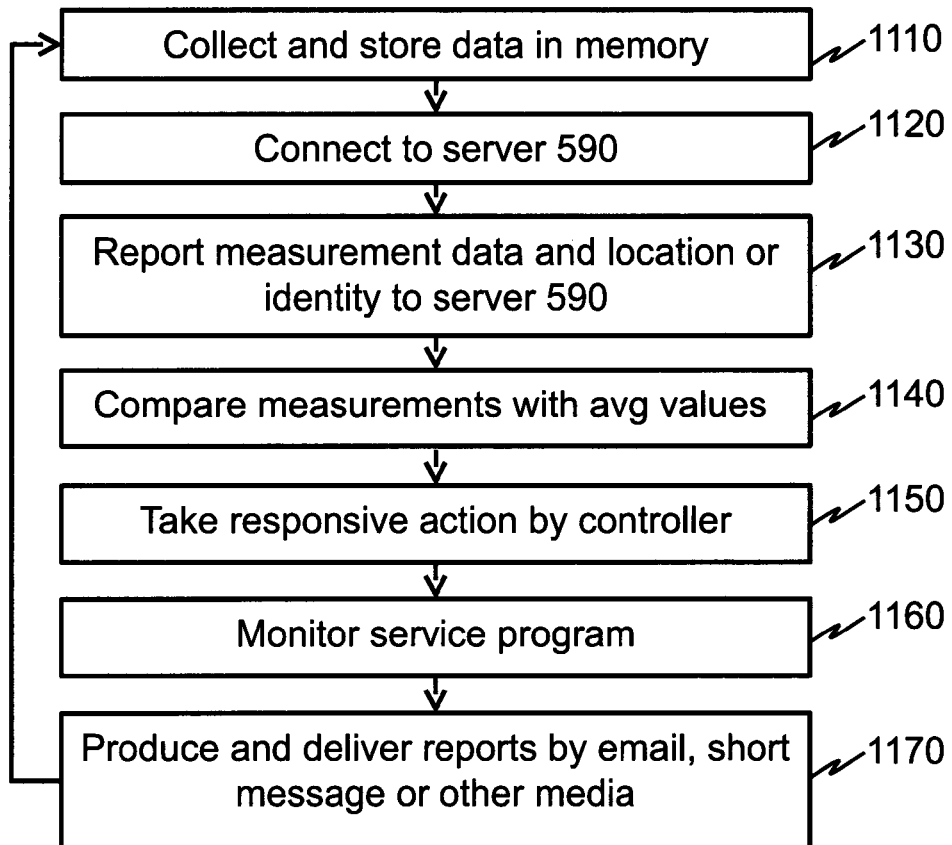 Collect and store data in memory 1110
Connect to server 590 1120
Report measurement data and location or 1130
identity to server 590
Compare measurements with avg values 1140
Take responsive action by controller 1150
Monitor service program 1160
Produce and deliver reports by email, short 1170
message or other media